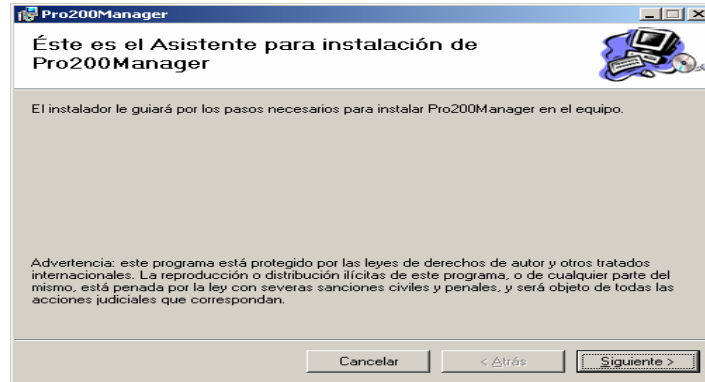 Pro200Manager
Éste es el Asistente para instalación de
Pro200Manager
El instalador le guiará por los pasos necesarios para instalar Pro200Manager en el equipo.
Advertencia: este programa está protegido por las leyes de derechos de autor y otros tratados
internacionales. La reproducción o distribución ilícitas de este programa, o de cualquier parte del
mismo, está penada por la ley con severas sanciones civiles y penales, y será objeto de todas las
acciones judiciales que correspondan.
Cancelar < Atrás Siguiente >